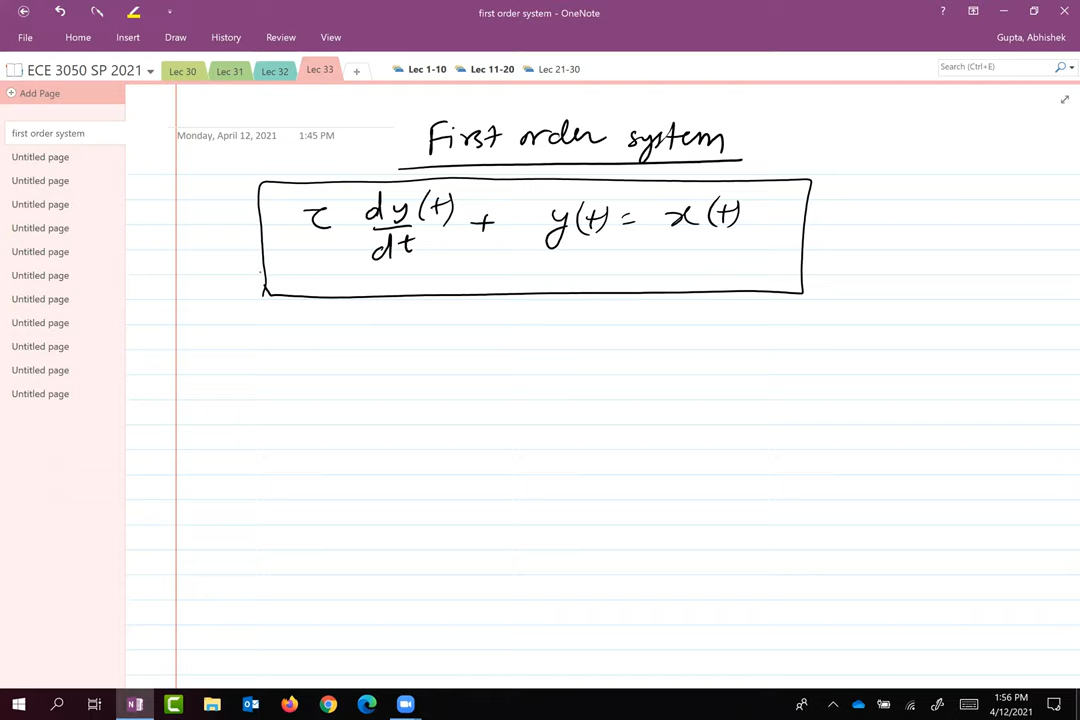 first order system - OneNote
?
File Home Insert Draw History Review View
Gupta, Abhishek
ECE 3050 SP 2021 Lec 30 Lec 31 Lec 32 Lec 33 + Lec 1-10 Lec 11-20 Lec 21-30
Search (Ctrl+E)
Add Page
first order system
Untitled page
Untitled page
Untitled page
Untitled page
Untitled page
Untitled page
Untitled page
Untitled page
Untitled page
Untitled page
Untitled page
Monday, April 12, 2021 1:45 PM
First order system
τ dy(t)/dt + y(t) = x(t)
1:56 PM
4/12/2021